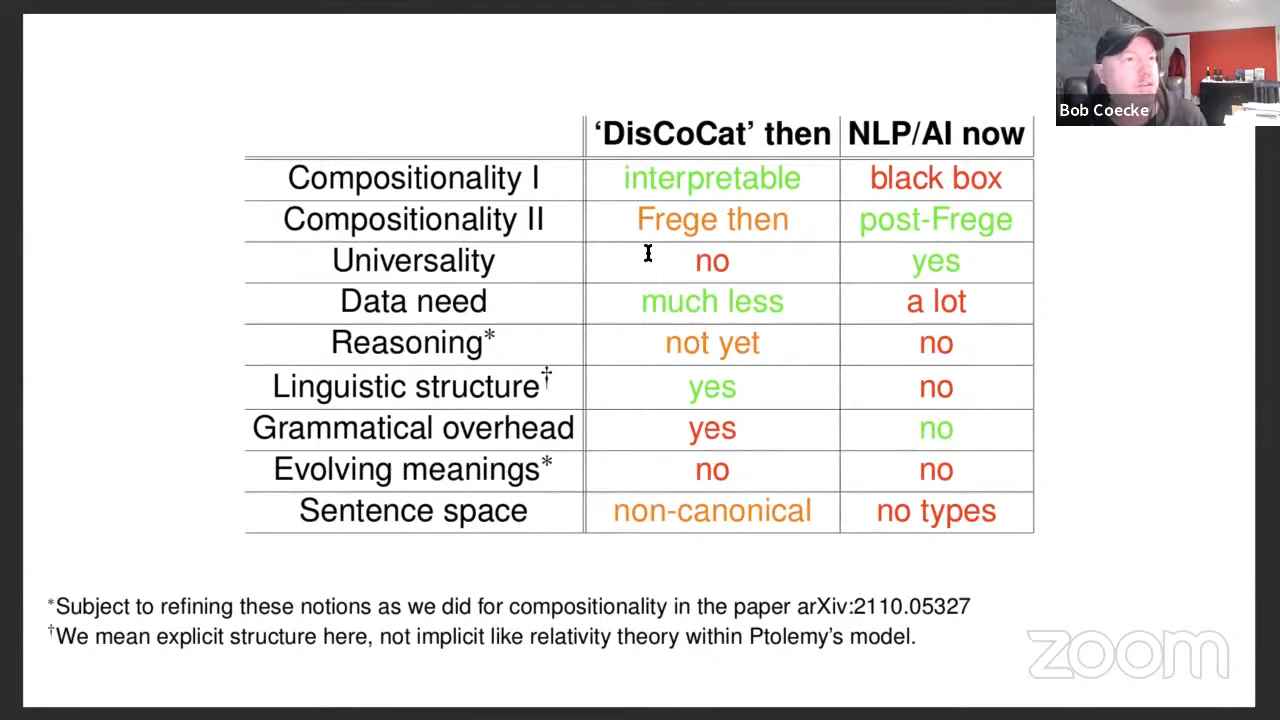 Bob Coecke
‘DisCoCat’ then NLP/AI now
Compositionality I interpretable black box
Compositionality II Frege then post-Frege
Universality no yes
Data need much less a lot
Reasoning* not yet no
Linguistic structure† yes no
Grammatical overhead yes no
Evolving meanings* no no
Sentence space non-canonical no types
*Subject to refining these notions as we did for compositionality in the paper arXiv:2110.05327
†We mean explicit structure here, not implicit like relativity theory within Ptolemy’s model.
zoom